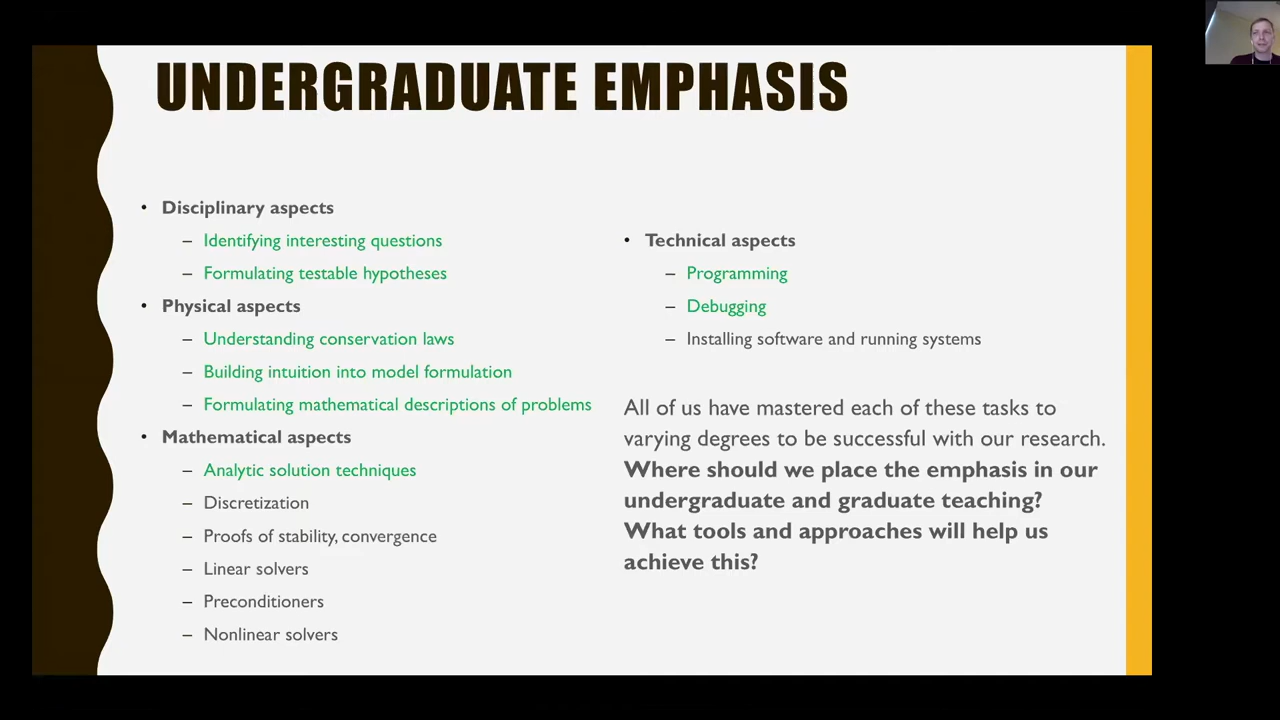 UNDERGRADUATE EMPHASIS
• Disciplinary aspects
– Identifying interesting questions
– Formulating testable hypotheses
• Physical aspects
– Understanding conservation laws
– Building intuition into model formulation
– Formulating mathematical descriptions of problems
• Mathematical aspects
– Analytic solution techniques
– Discretization
– Proofs of stability, convergence
– Linear solvers
– Preconditioners
– Nonlinear solvers
• Technical aspects
– Programming
– Debugging
– Installing software and running systems
All of us have mastered each of these tasks to
varying degrees to be successful with our research.
Where should we place the emphasis in our
undergraduate and graduate teaching?
What tools and approaches will help us
achieve this?